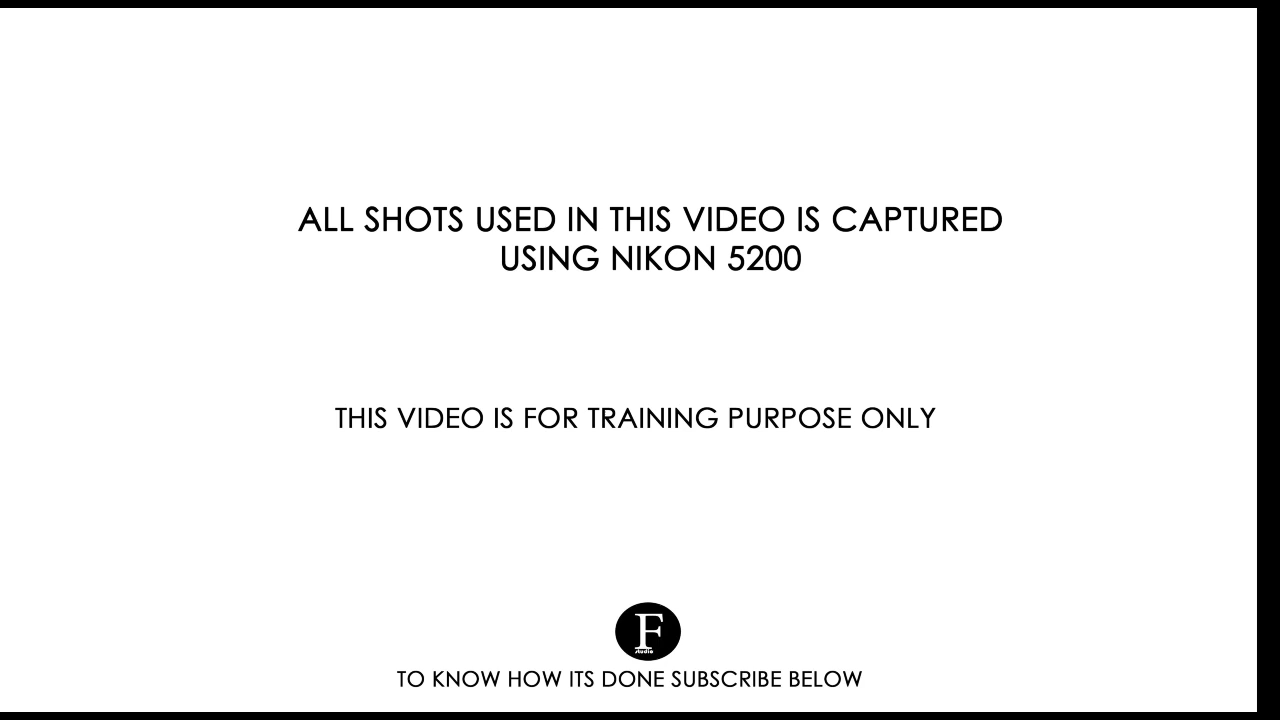 ALL SHOTS USED IN THIS VIDEO IS CAPTURED
USING NIKON 5200
THIS VIDEO IS FOR TRAINING PURPOSE ONLY
F
studio
TO KNOW HOW ITS DONE SUBSCRIBE BELOW